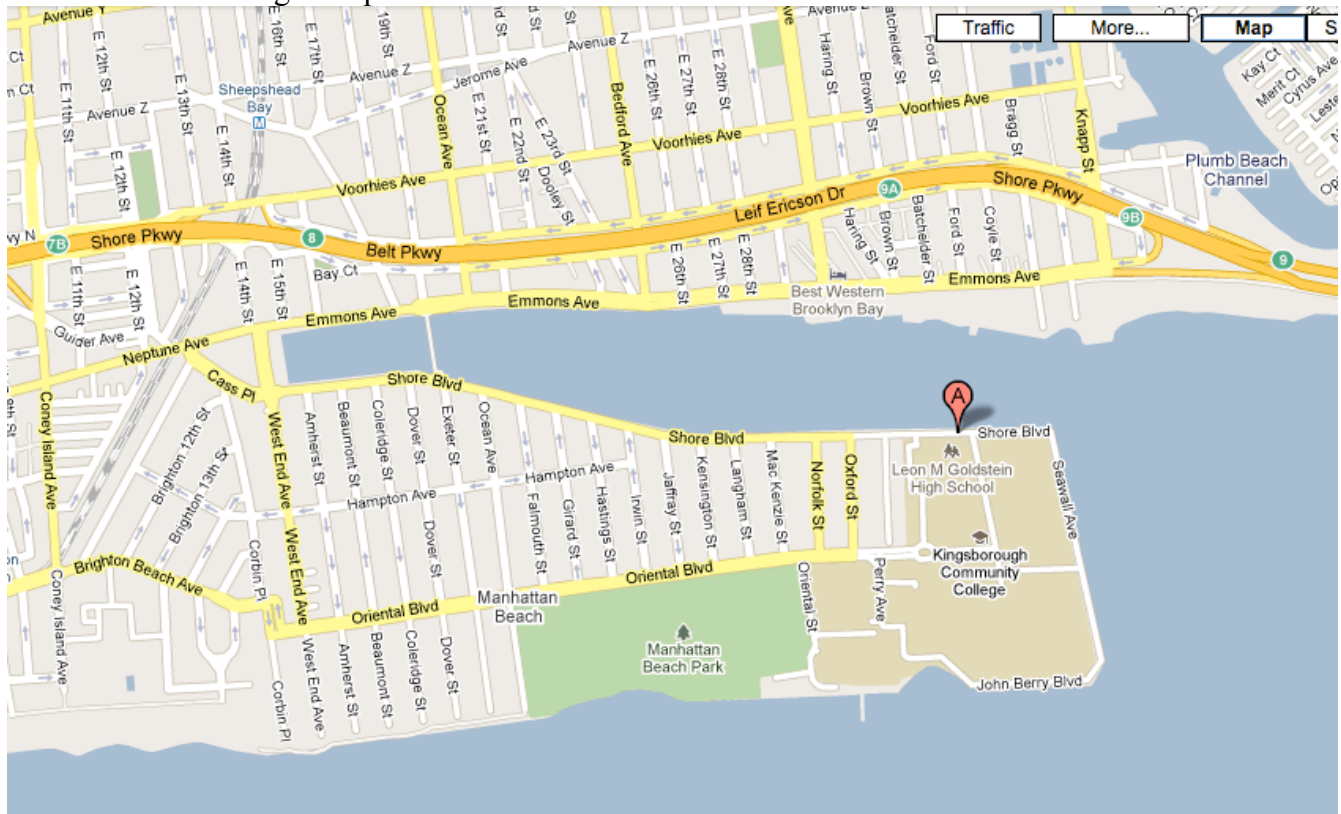 Avenue Y
E 16th St
E 17th St
19th St
Avenue Z
Traffic
More...
Map
S
Ct
E 11th St
E 12th St
E 13th St
E 14th St
Sheepshead
Bay
M
Avenue Z
Jerome Ave
Avenue Z
Ocean Ave
E 21st St
E 22nd St
E 23rd St
Dooley St
Bedford Ave
E 26th St
E 27th St
E 28th St
Ave
Haring St
Brown St
atchelder St
Ford St
Bragg St
Knapp St
Kay Ct
Merit Ct
Cyrus Ave
Voorhies Ave
Voorhies Ave
Voorhies Ave
E 12th St
Plumb Beach
Channel
7B
Shore Pkwy
8
Belt Pkwy
Leif Ericson Dr
9A
Shore Pkwy
9B
9
Bay Ct
E 11th St
E 12th St
E 14th St
E 15th St
E 26th St
E 27th St
E 28th St
Haring St
Brown St
Batchelder St
Ford St
Coyle St
Guider Ave
Neptune Ave
Emmons Ave
Emmons Ave
Emmons Ave
Best Western
Brooklyn Bay
Cass Pl
Shore Blvd
Shore Blvd
A
Shore Blvd
Coney Island Ave
Brighton 12th St
Brighton 13th St
West End Ave
Amherst St
Beaumont St
Coleridge St
Dover St
Exeter St
Ocean Ave
Hampton Ave
Hampton Ave
Falmouth St
Girard St
Hastings St
Irwin St
Jaffray St
Kensington St
Langham St
Mac Kenzie St
Norfolk St
Oxford St
Leon M Goldstein
High School
Seawall Ave
Kingsborough
Community
College
Brighton Beach Ave
Corbin Pl
West End Ave
Dover St
Oriental Blvd
Oriental Blvd
Manhattan
Beach
Manhattan
Beach Park
Oriental St
Perry Ave
John Berry Blvd
Coney Island Ave
Corbin Pl
West End Ave
Amherst St
Beaumont St
Coleridge St
Dover St